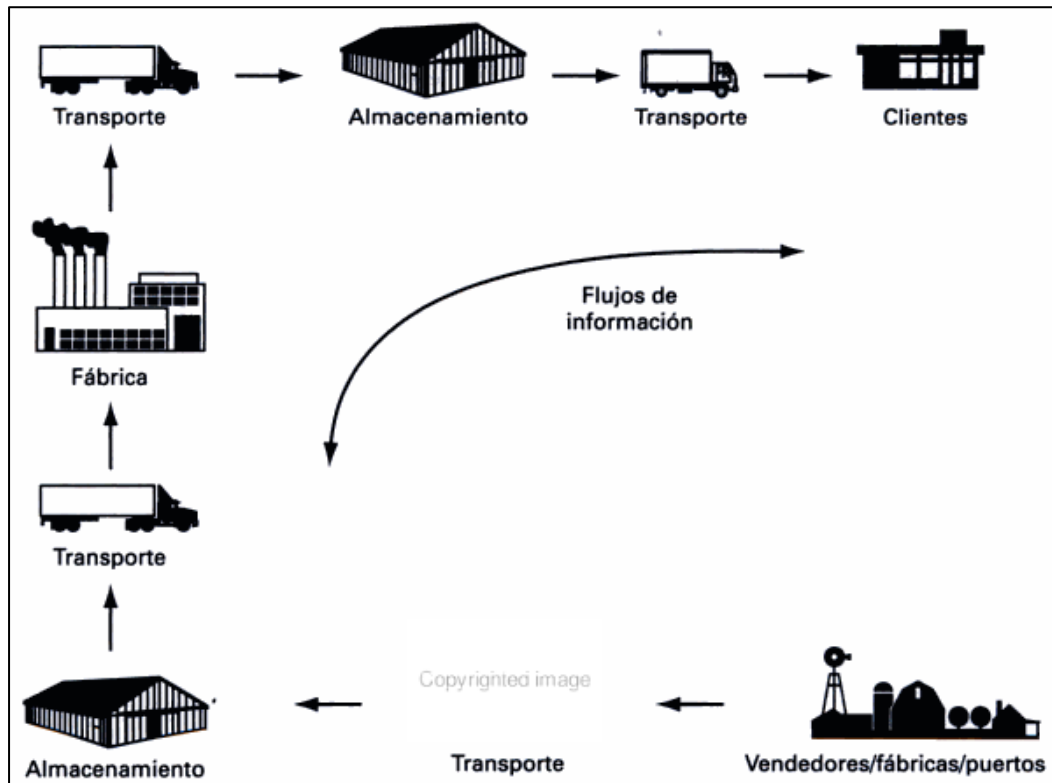 Transporte
Almacenamiento
Transporte
Clientes
Flujos de
información
Fábrica
Transporte
Copyrighted image
Almacenamiento
Transporte
Vendedores/fábricas/puertos